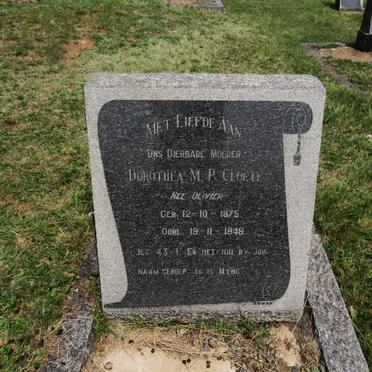 MET LIEFDE AAN
ONS DIERBARE MOEDER
DOROTHEA M. P. CLOETE
NEE OLIVIER
GEB. 12-10-1875
OORL. 19-11-1948
JES. 43:1. EK HET JOU BY JOU
NAAM GEROEP, JY IS MYNE